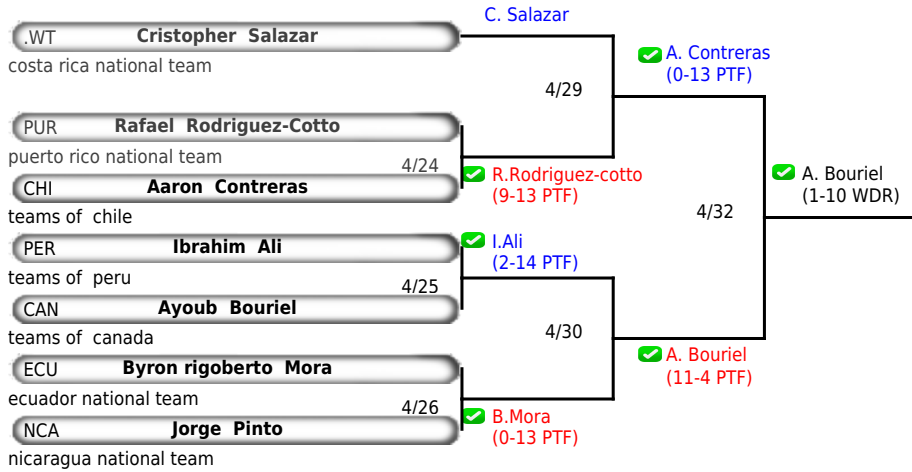 C. Salazar
.WT Cristopher Salazar
costa rica national team
A. Contreras
(0-13 PTF)
4/29
PUR Rafael Rodriguez-Cotto
puerto rico national team
4/24
R.Rodriguez-cotto
(9-13 PTF)
CHI Aaron Contreras
teams of chile
A. Bouriel
(1-10 WDR)
4/32
PER Ibrahim Ali
teams of peru
I.Ali
(2-14 PTF)
4/25
CAN Ayoub Bouriel
teams of canada
4/30
ECU Byron rigoberto Mora
ecuador national team
A. Bouriel
(11-4 PTF)
4/26
B.Mora
(0-13 PTF)
NCA Jorge Pinto
nicaragua national team